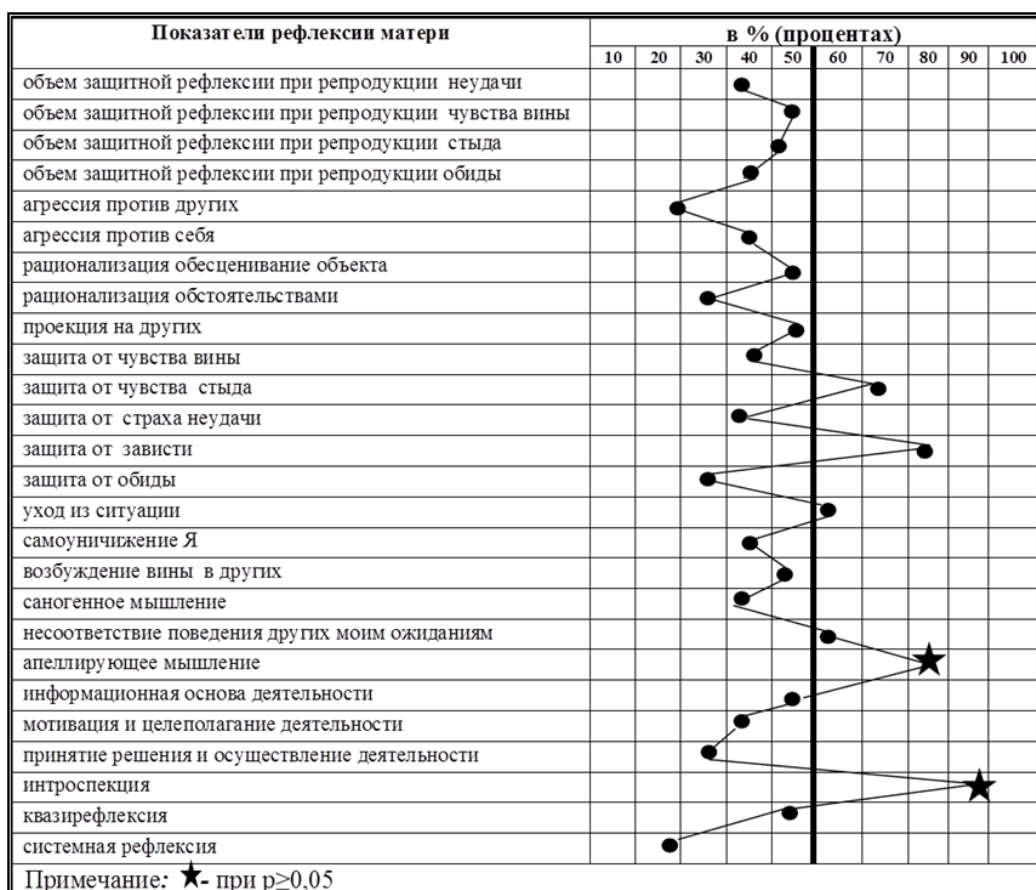 Показатели рефлексии матери
в % (процентах)
10 20 30 40 50 60 70 80 90 100
объем защитной рефлексии при репродукции неудачи
объем защитной рефлексии при репродукции чувства вины
объем защитной рефлексии при репродукции стыда
объем защитной рефлексии при репродукции обиды
агрессия против других
агрессия против себя
рационализация обесценивание объекта
рационализация обстоятельствами
проекция на других
защита от чувства вины
защита от чувства стыда
защита от страха неудачи
защита от зависти
защита от обиды
уход из ситуации
самоуничижение Я
возбуждение вины в других
саногенное мышление
несоответствие поведения других моим ожиданиям
апеллирующее мышление
информационная основа деятельности
мотивация и целеполагание деятельности
принятие решения и осуществление деятельности
интроспекция
квазирефлексия
системная рефлексия
Примечание: ★- при p≥0,05